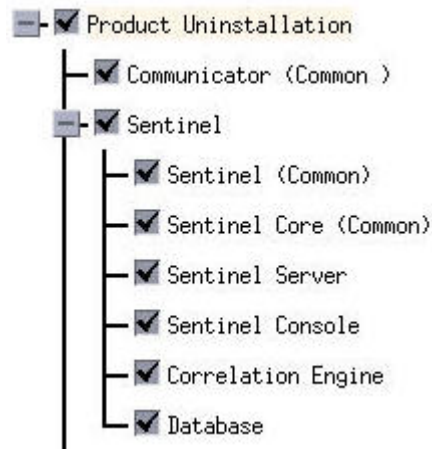 Product Uninstallation
Communicator (Common )
Sentinel
Sentinel (Common)
Sentinel Core (Common)
Sentinel Server
Sentinel Console
Correlation Engine
Database